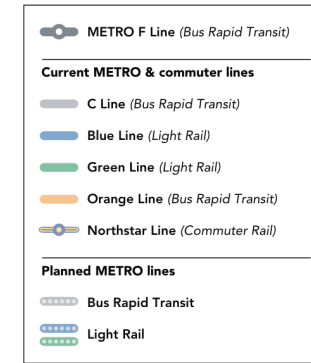 METRO F Line (Bus Rapid Transit)
Current METRO & commuter lines
C Line (Bus Rapid Transit)
Blue Line (Light Rail)
Green Line (Light Rail)
Orange Line (Bus Rapid Transit)
Northstar Line (Commuter Rail)
Planned METRO lines
Bus Rapid Transit
Light Rail